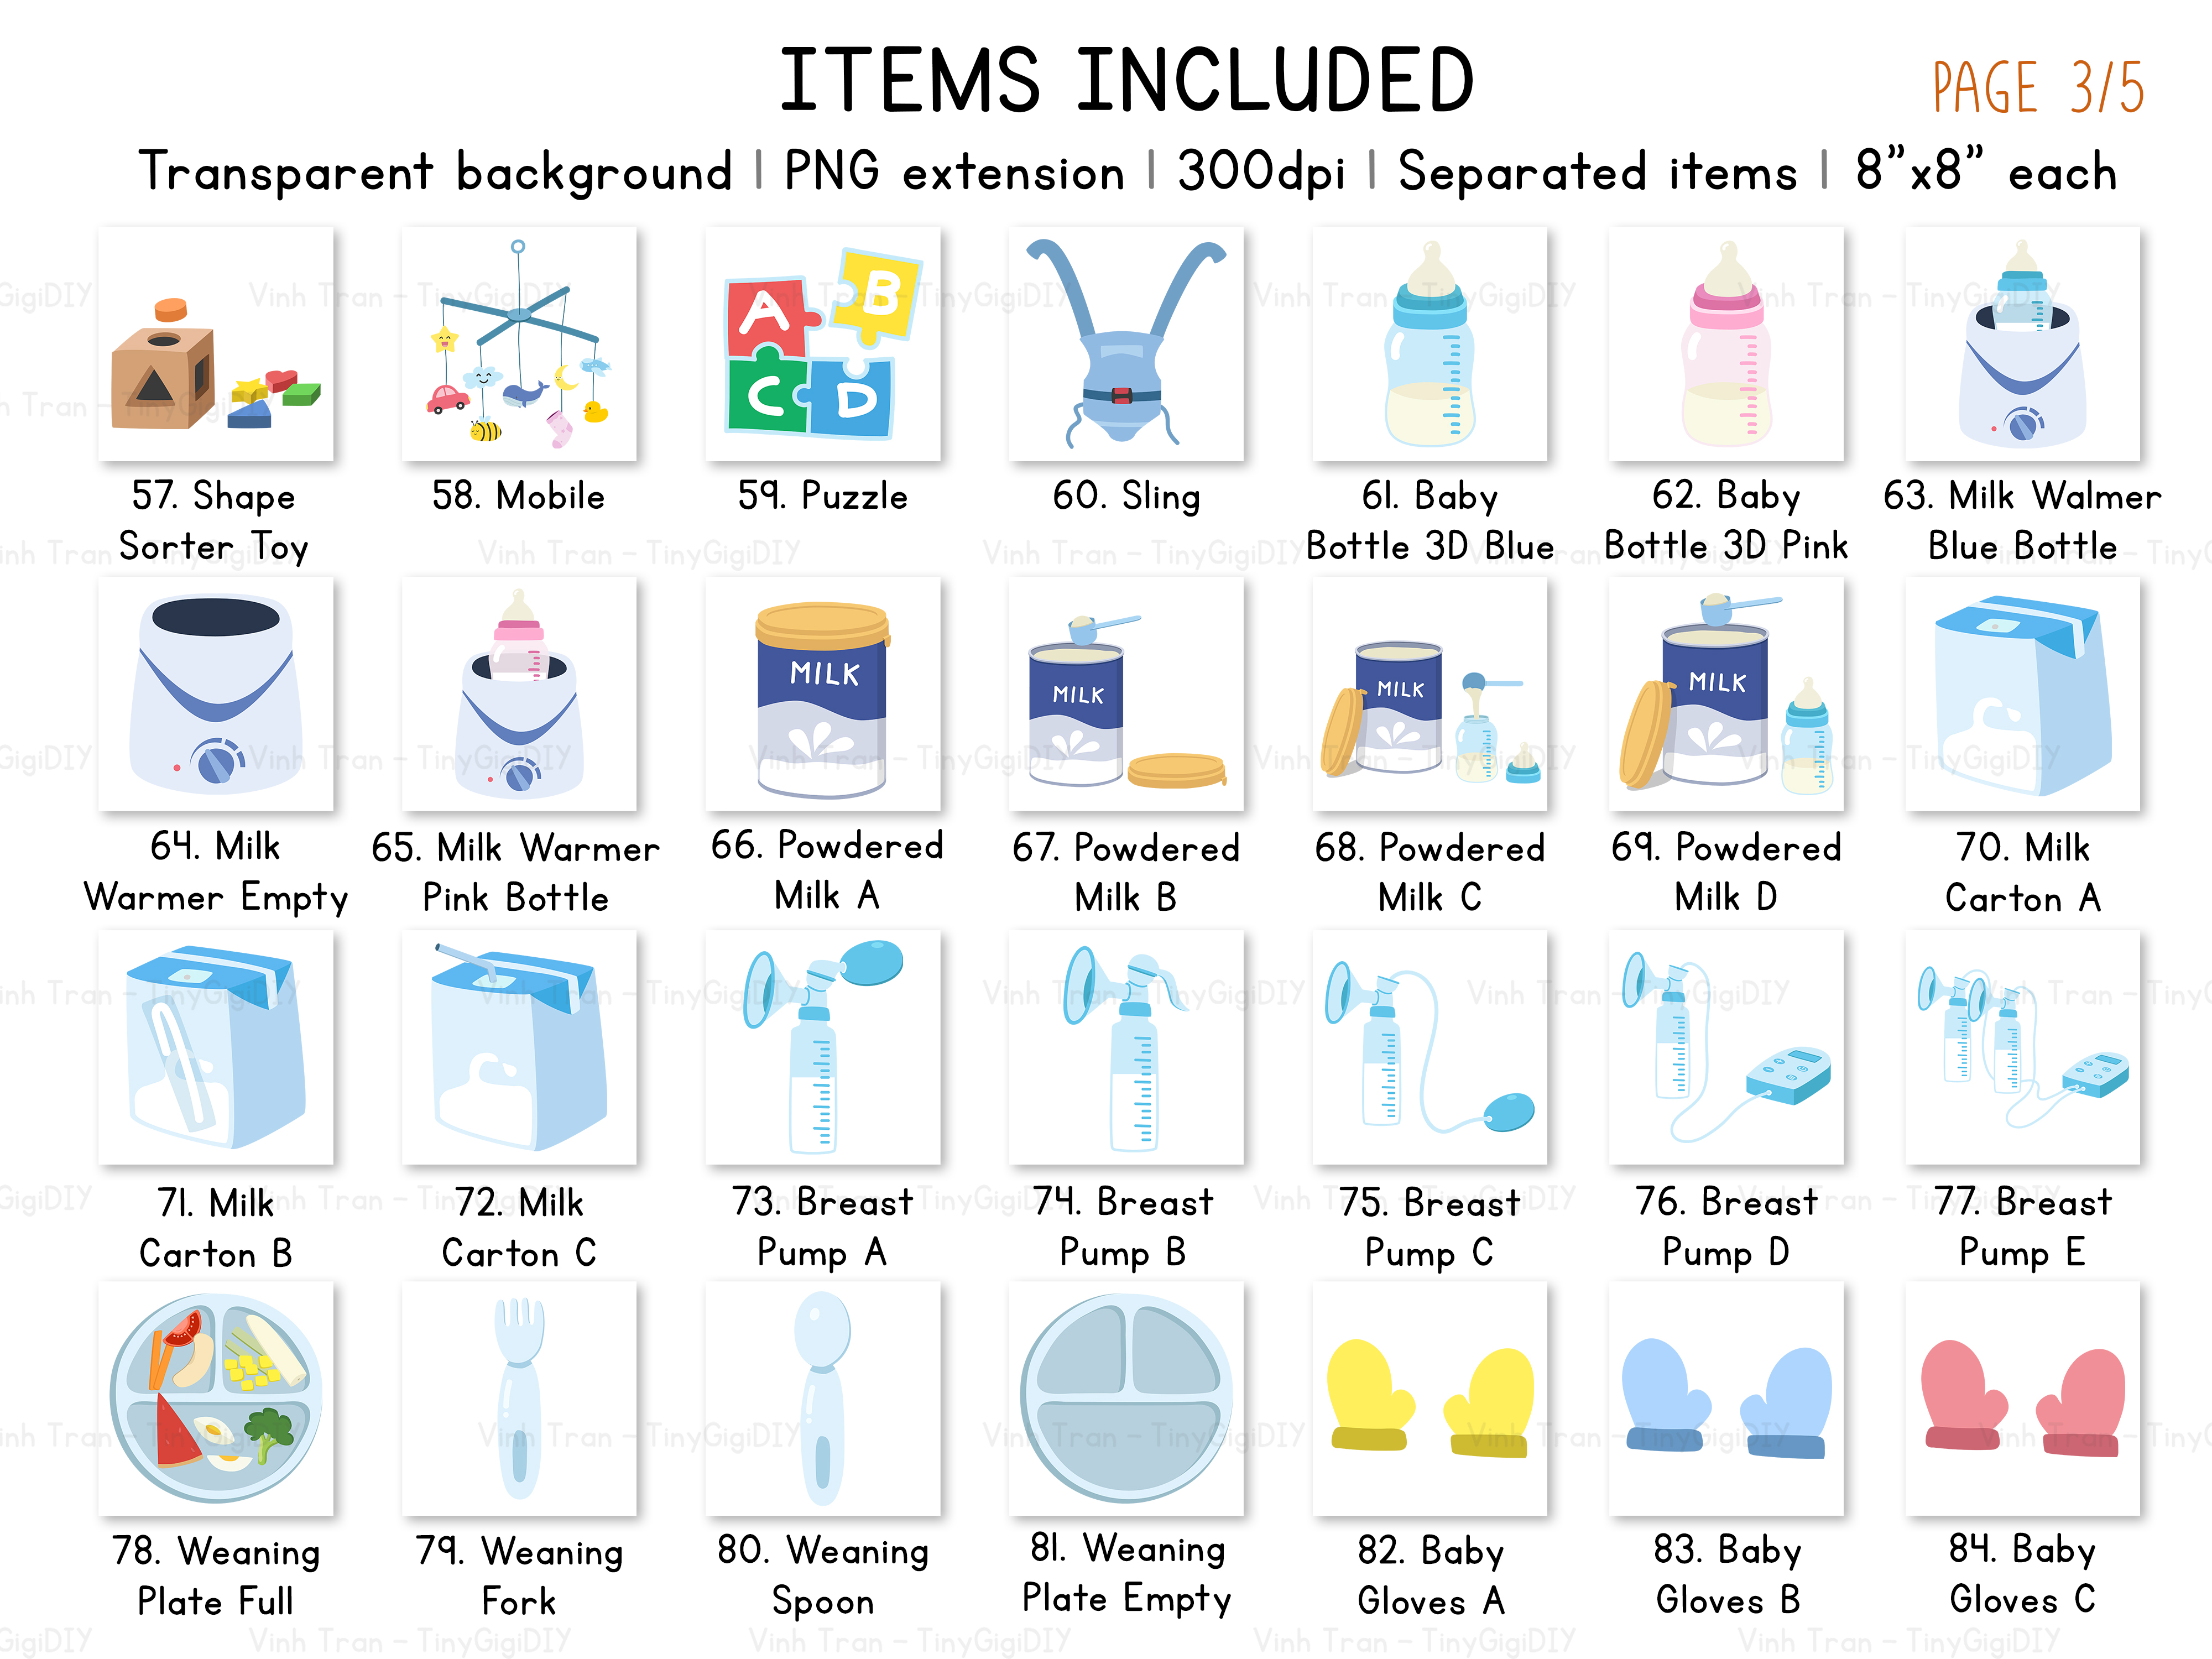 ITEMS INCLUDED
PAGE 3/5
Transparent background | PNG extension | 300dpi | Separated items | 8”x8” each
A
B
C
D
57. Shape
Sorter Toy
58. Mobile
59. Puzzle
60. Sling
61. Baby
Bottle 3D Blue
62. Baby
Bottle 3D Pink
63. Milk Walmer
Blue Bottle
MILK
MILK
MILK
MILK
64. Milk
Warmer Empty
65. Milk Warmer
Pink Bottle
66. Powdered
Milk A
67. Powdered
Milk B
68. Powdered
Milk C
69. Powdered
Milk D
70. Milk
Carton A
71. Milk
Carton B
72. Milk
Carton C
73. Breast
Pump A
74. Breast
Pump B
75. Breast
Pump C
76. Breast
Pump D
77. Breast
Pump E
78. Weaning
Plate Full
79. Weaning
Fork
80. Weaning
Spoon
81. Weaning
Plate Empty
82. Baby
Gloves A
83. Baby
Gloves B
84. Baby
Gloves C
Vinh Tran - TinyGigiDIY